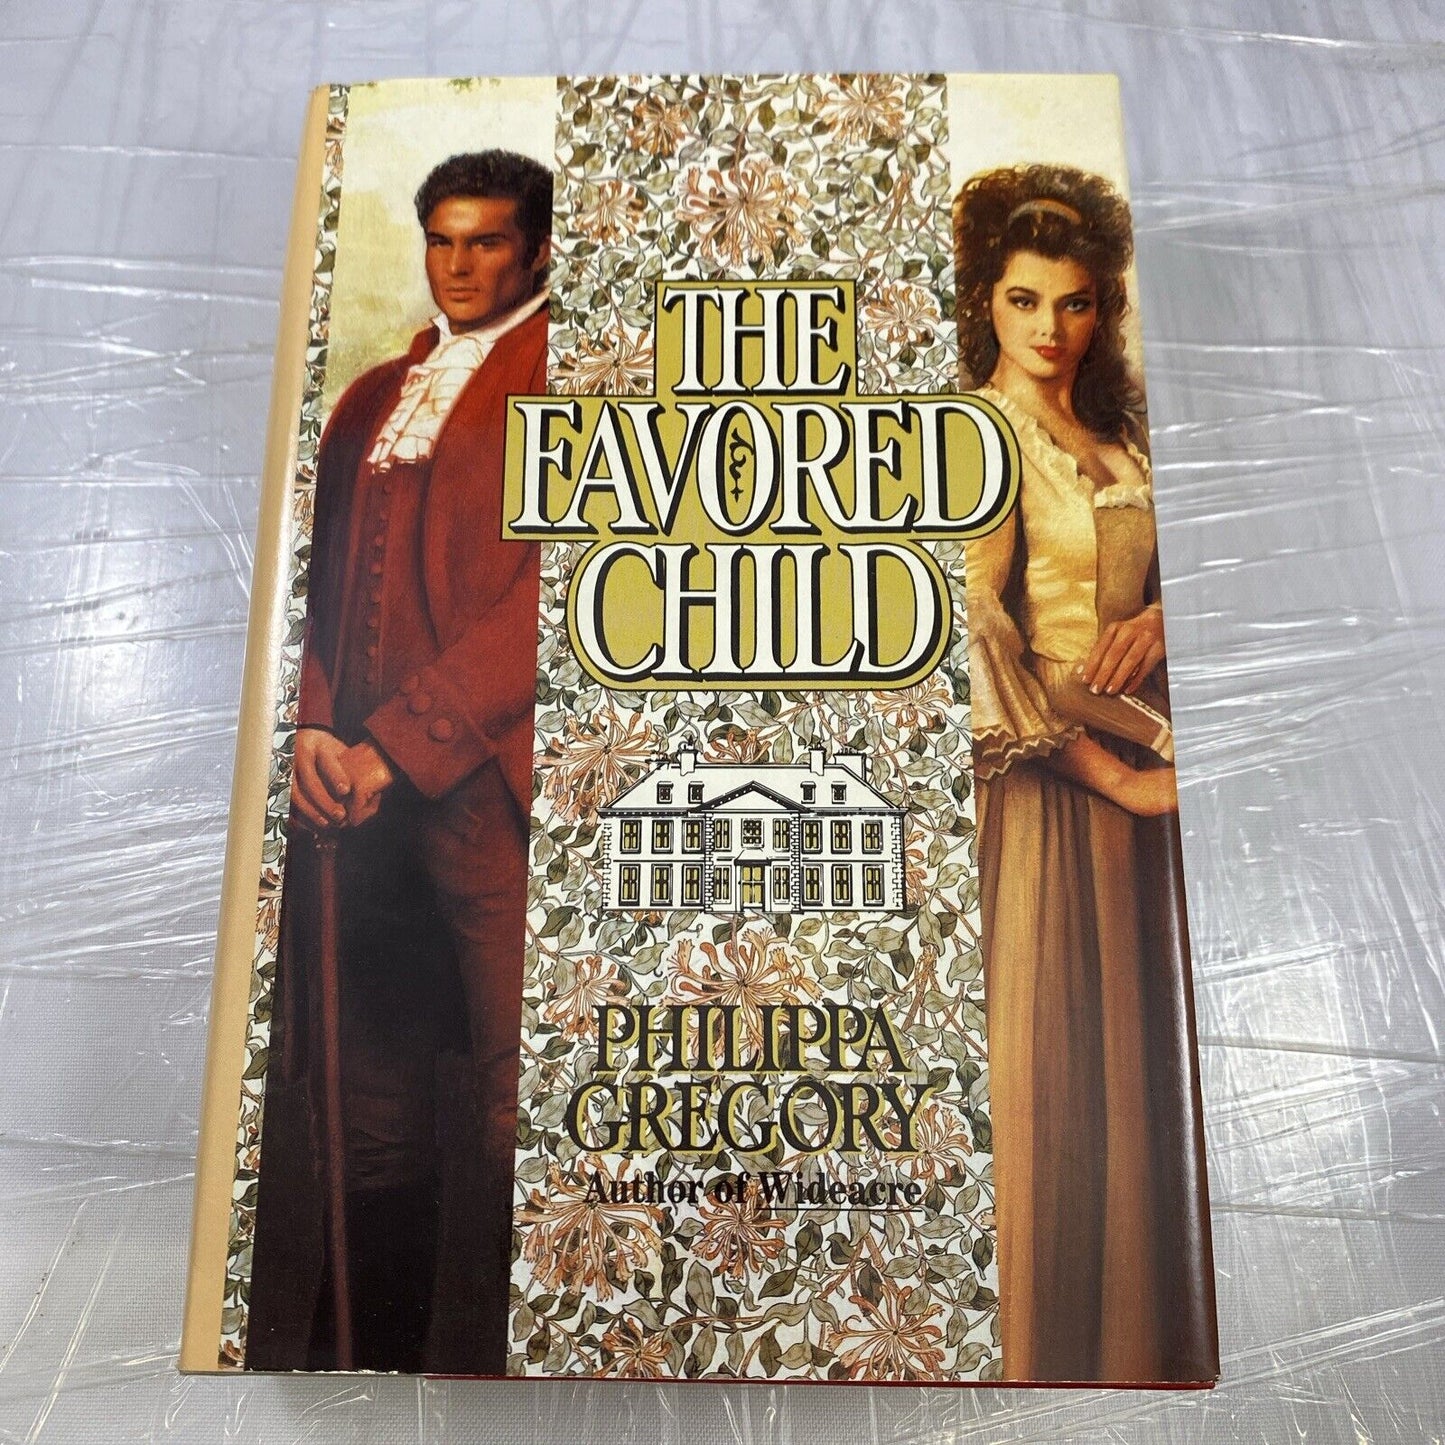 THE
FAVORED
CHILD
PHILIPPA
GREGORY
Author of Wideacre